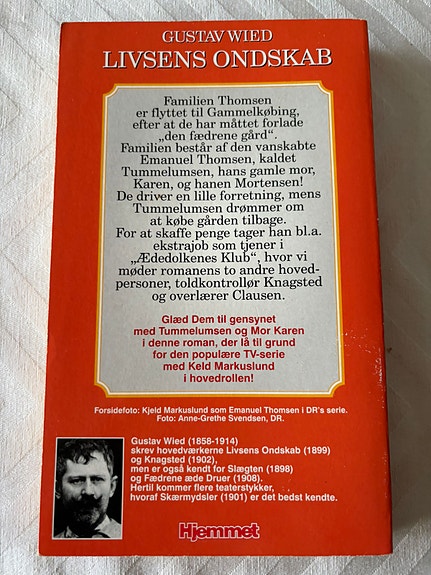 GUSTAV WIED
LIVSENS ONDSKAB
Familien Thomsen
er flyttet til Gammelkøbing,
efter at de har måttet forlade
„den fædrene gård”.
Familien består af den vanskabte
Emanuel Thomsen, kaldet
Tummelumsen, hans gamle mor,
Karen, og hanen Mortensen!
De driver en lille forretning, mens
Tummelumsen drømmer om
at købe gården tilbage.
For at skaffe penge tager han bl.a.
ekstrajob som tjener i
„Ædedolkenes Klub”, hvor vi
møder romanens to andre hoved-
personer, toldkontrollør Knagsted
og overlærer Clausen.
Glæd Dem til gensynet
med Tummelumsen og Mor Karen
i denne roman, der lå til grund
for den populære TV-serie
med Keld Markuslund
i hovedrollen!
Forsidefoto: Kjeld Markuslund som Emanuel Thomsen i DR's serie.
Foto: Anne-Grethe Svendsen, DR.
Gustav Wied (1858-1914)
skrev hovedværkerne Livsens Ondskab (1899)
og Knagsted (1902),
men er også kendt for Slægten (1898)
og Fædrene æde Druer (1908).
Hertil kommer flere teaterstykker,
hvoraf Skærmydsler (1901) er det bedst kendte.
Hjemmet